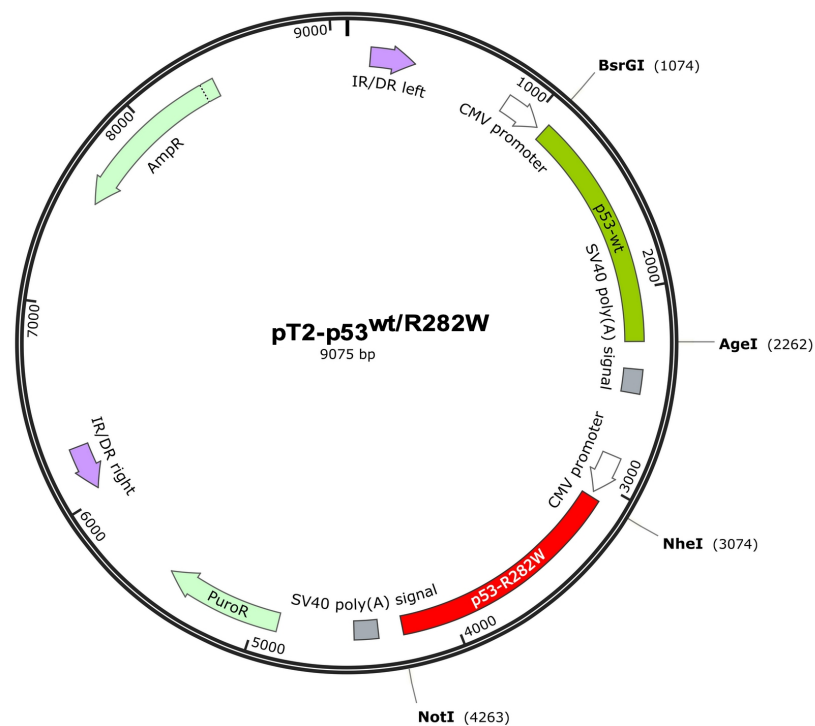 9000
IR/DR left
1000
BsrGI (1074)
CMV promoter
p53-wt
2000
SV40 poly(A) signal
AgeI (2262)
CMV promoter
3000
NheI (3074)
p53-R282W
4000
NotI (4263)
SV40 poly(A) signal
5000
PuroR
6000
IR/DR right
7000
8000
AmpR
pT2-p53wt/R282W
9075 bp